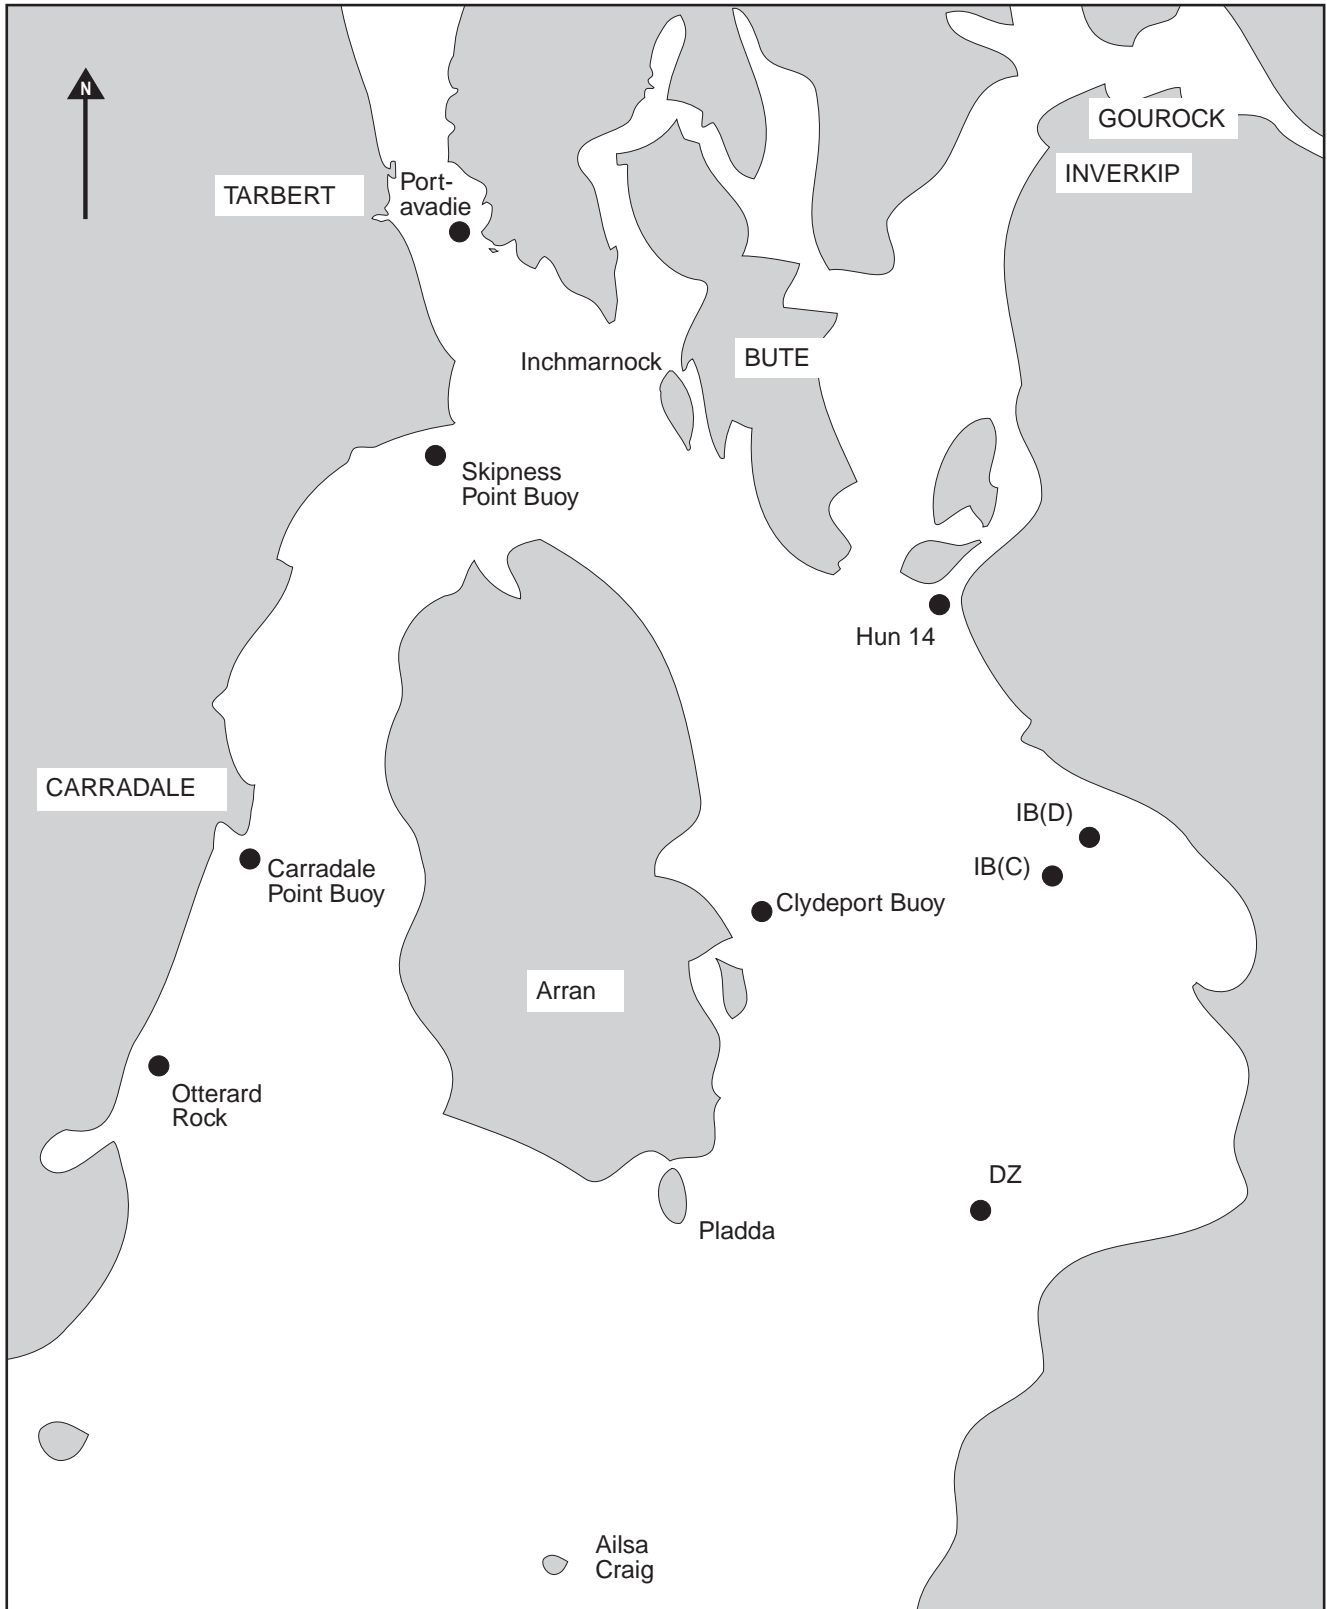 N
GOUROCK
INVERKIP
TARBERT
Port-
avadie
Inchmarnock
BUTE
Skipness
Point Buoy
Hun 14
CARRADALE
IB(D)
IB(C)
Carradale
Point Buoy
Clydeport Buoy
Arran
Otterard
Rock
DZ
Pladda
Ailsa
Craig